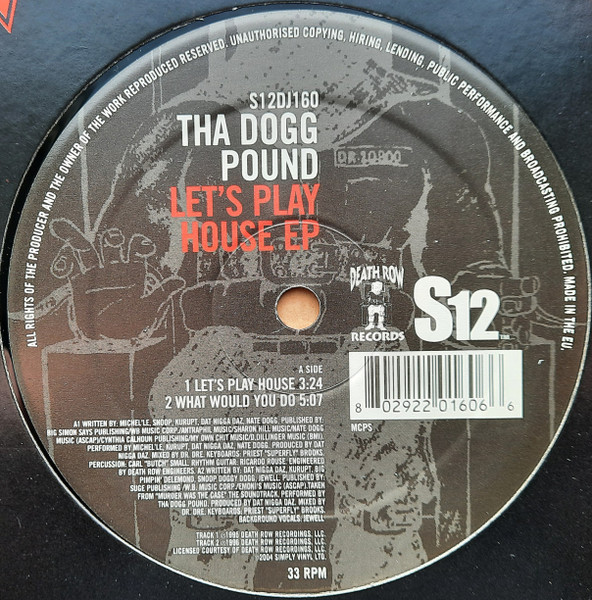 ALL RIGHTS OF THE PRODUCER AND THE OWNER OF THE WORK REPRODUCED RESERVED. UNAUTHORISED COPYING, HIRING, LENDING, PUBLIC PERFORMANCE AND BROADCASTING PROHIBITED. MADE IN THE EU.
S12DJ160
THA DOGG
POUND
LET'S PLAY
HOUSE EP
DR 20800
DEATH ROW
RECORDS
S12
A SIDE
1 LET'S PLAY HOUSE 3:24
2 WHAT WOULD YOU DO 5:07
8 02922 01606 6
MCPS
A1 WRITTEN BY: MICHEL'LE, SNOOP, KURUPT, DAT NIGGA DAZ, NATE DOGG, PUBLISHED BY:
BIG SIMON SAYS PUBLISHING/WB MUSIC CORP./ANTRAPHIL MUSIC/SUGE PUBLISHING/NATE DOGG
MUSIC (ASCAP)/CYNTHIA CALHOUN PUBLISHING/MY OWN CHIT MUSIC/D.DILLINGER MUSIC (BMI).
PERFORMED BY MICHEL'LE, KURUPT, DAT NIGGA DAZ, NATE DOGG. PRODUCED BY DAT
NIGGA DAZ. MIXED BY DR. DRE. KEYBOARDS: PRIEST "SUPERFLY" BROOKS.
PERCUSSION: CARL "BUTCH" SMALL. RHYTHM GUITAR: RICARDO ROUSE. ENGINEERED
BY DEATH ROW ENGINEERS. A2 WRITTEN BY: DAT NIGGA DAZ, KURUPT, BIG
PIMPIN' DELEMOND, SNOOP DOGGY DOGG, JEWELL. PUBLISHED BY:
SUGE PUBLISHING /W.B. MUSIC CORP./EMONI'S MUSIC (ASCAP).TAKEN
FROM "MURDER WAS THE CASE" THE SOUNDTRACK. PERFORMED BY
THA DOGG POUND. PRODUCED BY DAT NIGGA DAZ. MIXED BY
DR. DRE. KEYBOARDS: PRIEST "SUPERFLY" BROOKS.
BACKGROUND VOCALS: JEWELL
TRACK 1 ©1995 DEATH ROW RECORDINGS, LLC.
TRACK 2 ©1996 DEATH ROW RECORDINGS, LLC.
LICENSED COURTESY OF DEATH ROW RECORDINGS, LLC.
©2004 SIMPLY VINYL LTD.
33 RPM